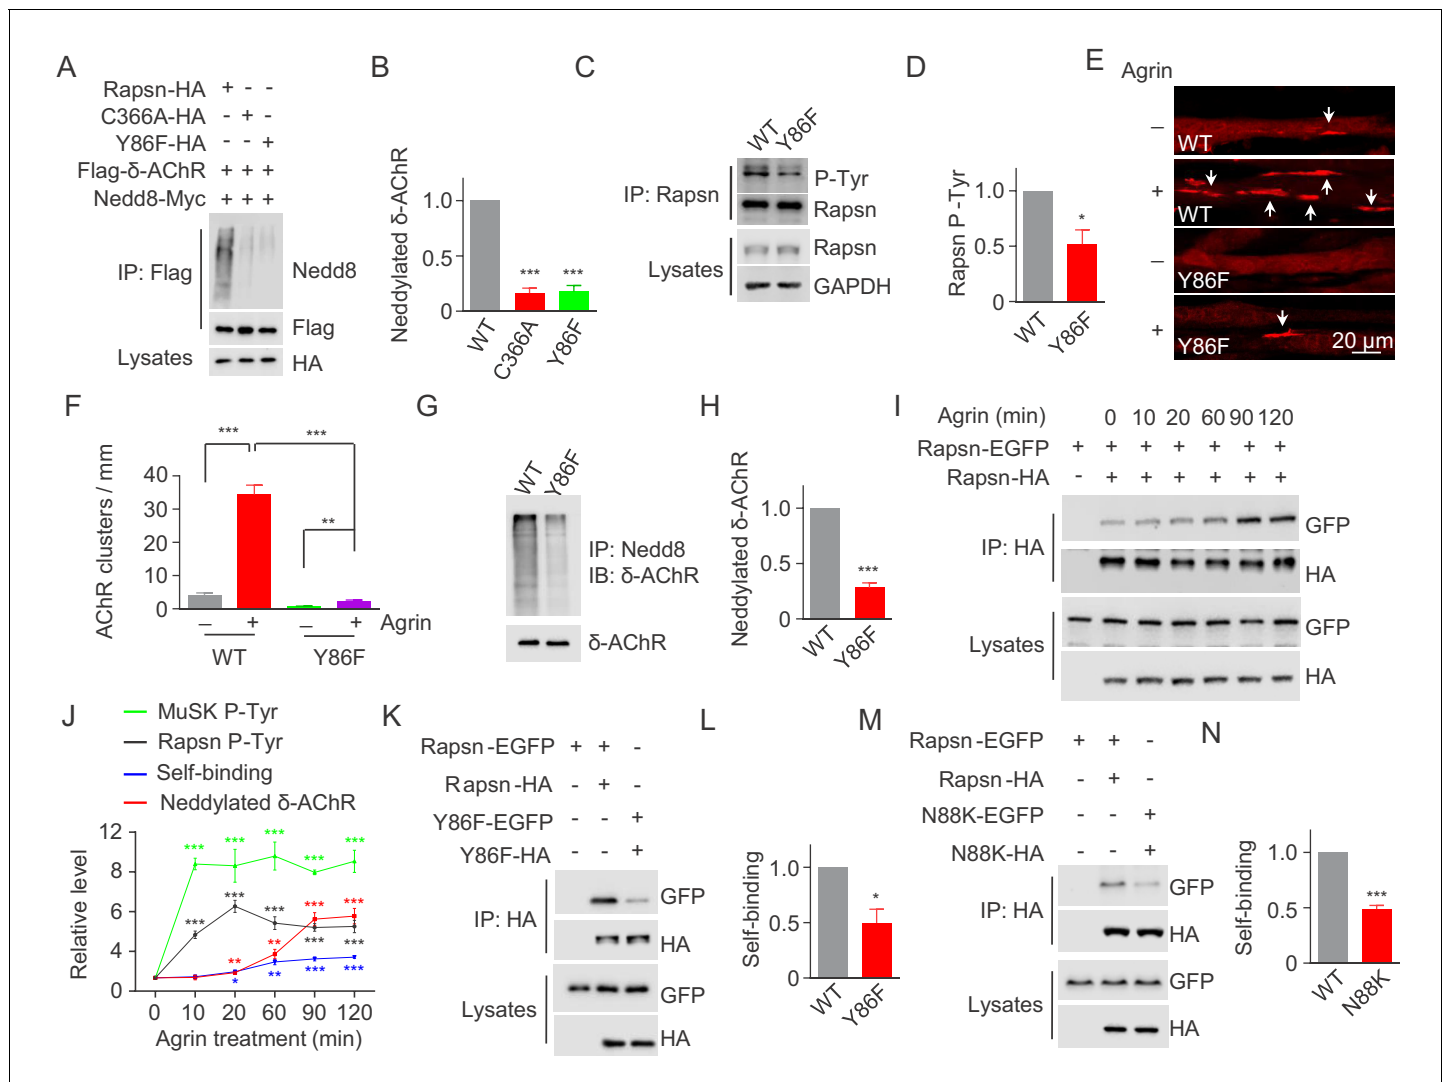 A
Rapsn-HA + - -
C366A-HA - + -
Y86F-HA - - +
Flag-δ-AChR + + +
Nedd8-Myc + + +
IP: Flag
Nedd8
Flag
Lysates
HA
B
Neddylated δ-AChR
1.0
0.5
0
***
***
WT
C366A
Y86F
C
WT
Y86F
IP: Rapsn
P-Tyr
Rapsn
Lysates
Rapsn
GAPDH
D
Rapsn P -Tyr
1.0
0.5
0
*
WT
Y86F
E
Agrin
–
WT
+
WT
–
Y86F
+
Y86F
20 µm
F
AChR clusters / mm
40
30
20
10
0
***
***
**
– + – + Agrin
WT
Y86F
G
WT
Y86F
IP: Nedd8
IB: δ-AChR
δ-AChR
H
Neddylated δ-AChR
1.0
0.5
0
***
WT
Y86F
I
Agrin (min) 0 10 20 60 90 120
Rapsn-EGFP + + + + + + +
Rapsn-HA - + + + + + +
IP: HA
GFP
HA
Lysates
GFP
HA
J
MuSK P-Tyr
Rapsn P-Tyr
Self-binding
Neddylated δ-AChR
Relative level
12
8
6
2
0
*** *** *** *** ***
*** *** *** *** ***
** ** *** ***
* ** *** ***
0 10 20 60 90 120
Agrin treatment (min)
K
Rapsn -EGFP + + -
Rapsn -HA - + -
Y86F-EGFP - - +
Y86F-HA - - +
IP: HA
GFP
HA
Lysates
GFP
HA
L
Self-binding
1.0
0.5
0
*
WT
Y86F
M
Rapsn -EGFP + + -
Rapsn -HA - + -
N88K-EGFP - - +
N88K-HA - - +
IP: HA
GFP
HA
Lysates
GFP
HA
N
Self-binding
1.0
0.5
0
***
WT
N88K